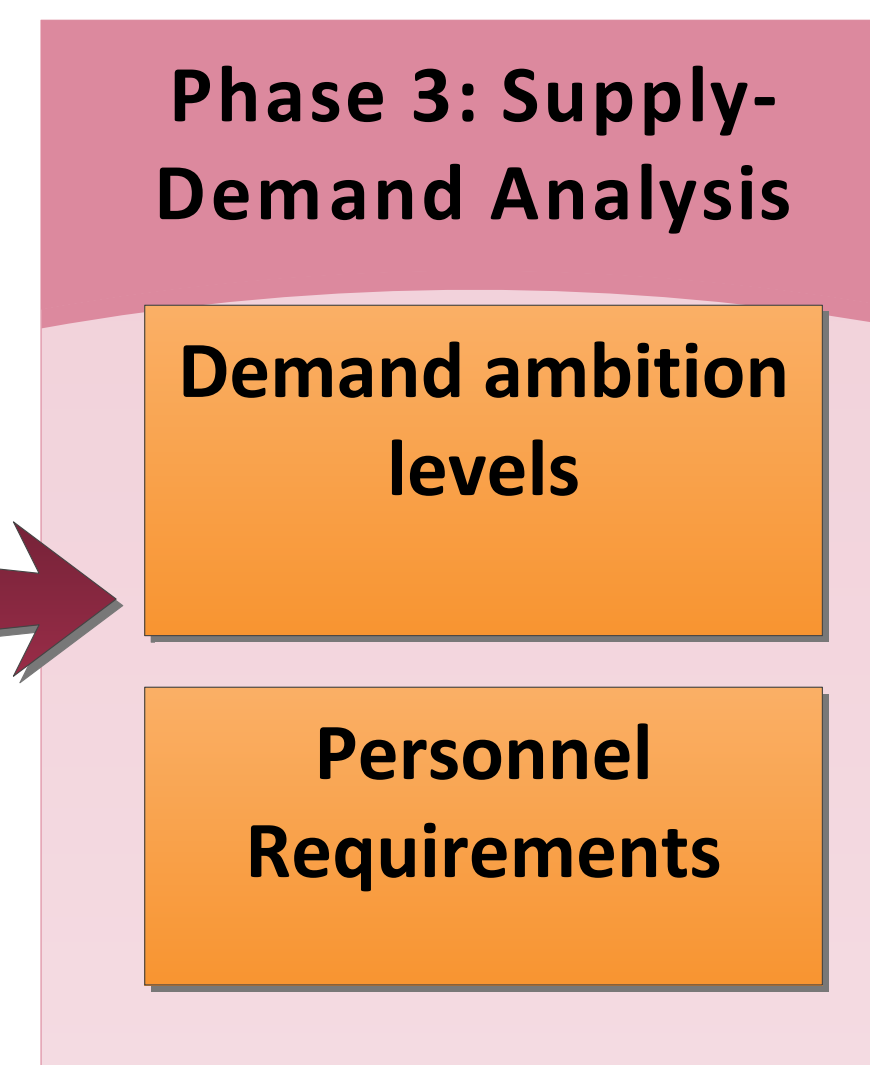 Phase 3: Supply-
Demand Analysis
Demand ambition
levels
Personnel
Requirements